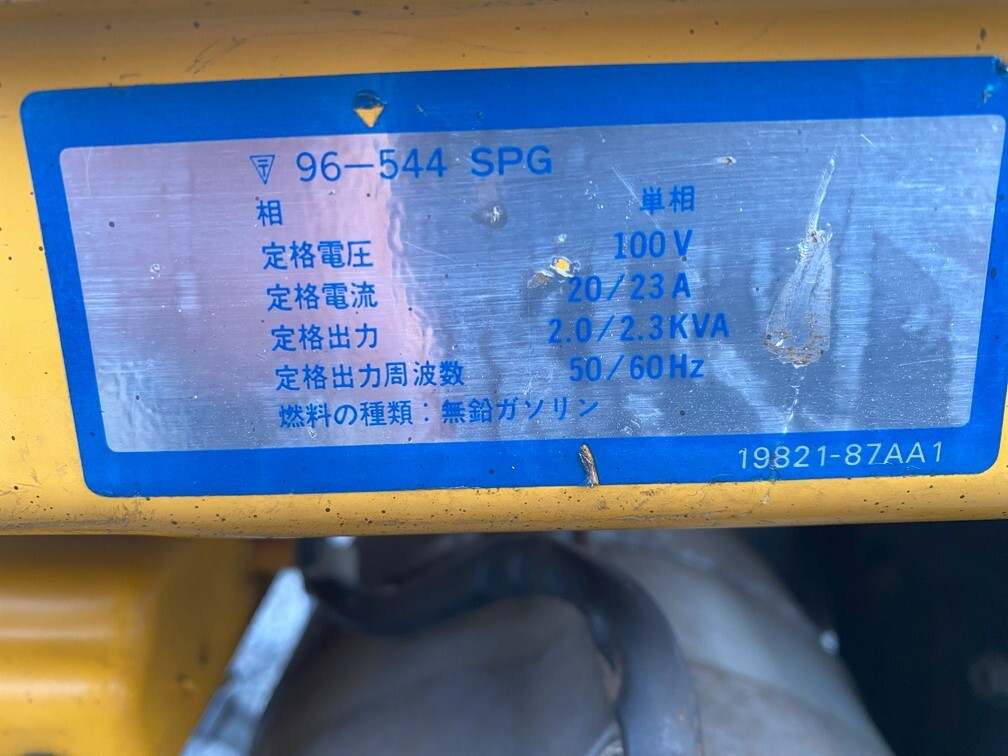 〒 96-544 SPG
相 単相
定格電圧 100V
定格電流 20/23A
定格出力 2.0/2.3KVA
定格出力周波数 50/60Hz
燃料の種類:無鉛ガソリン
19821-87AA1